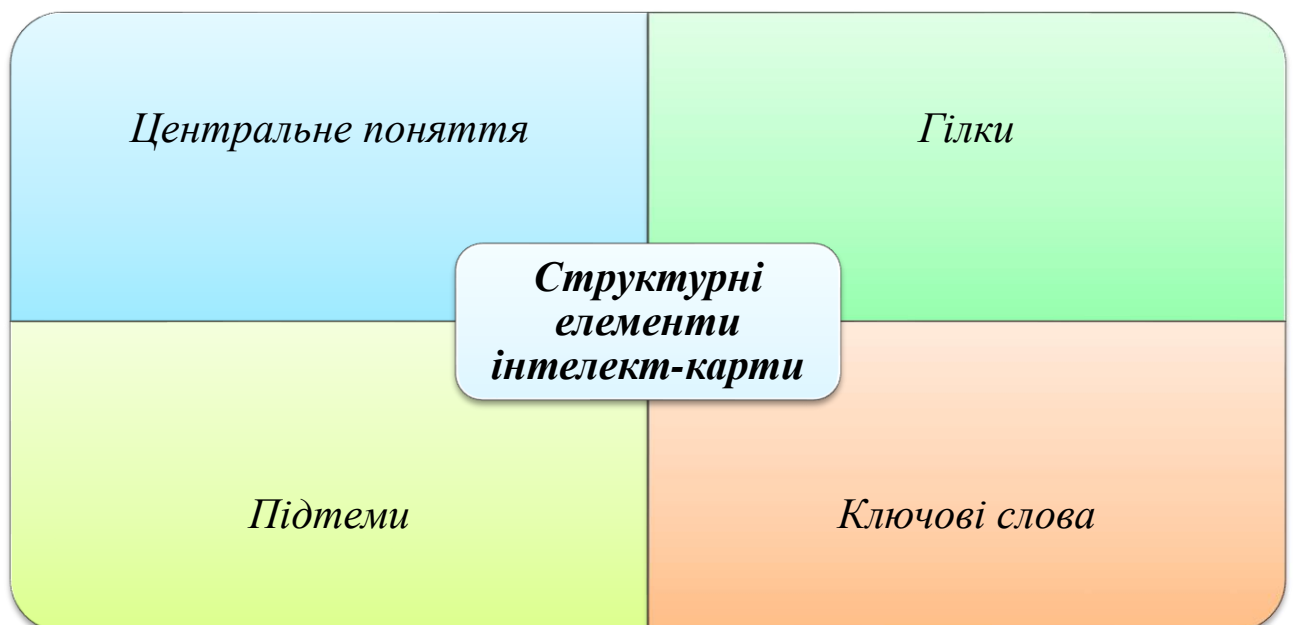 Центральне поняття
Гілки
Структурні
елементи
інтелект-карти
Підтеми
Ключові слова